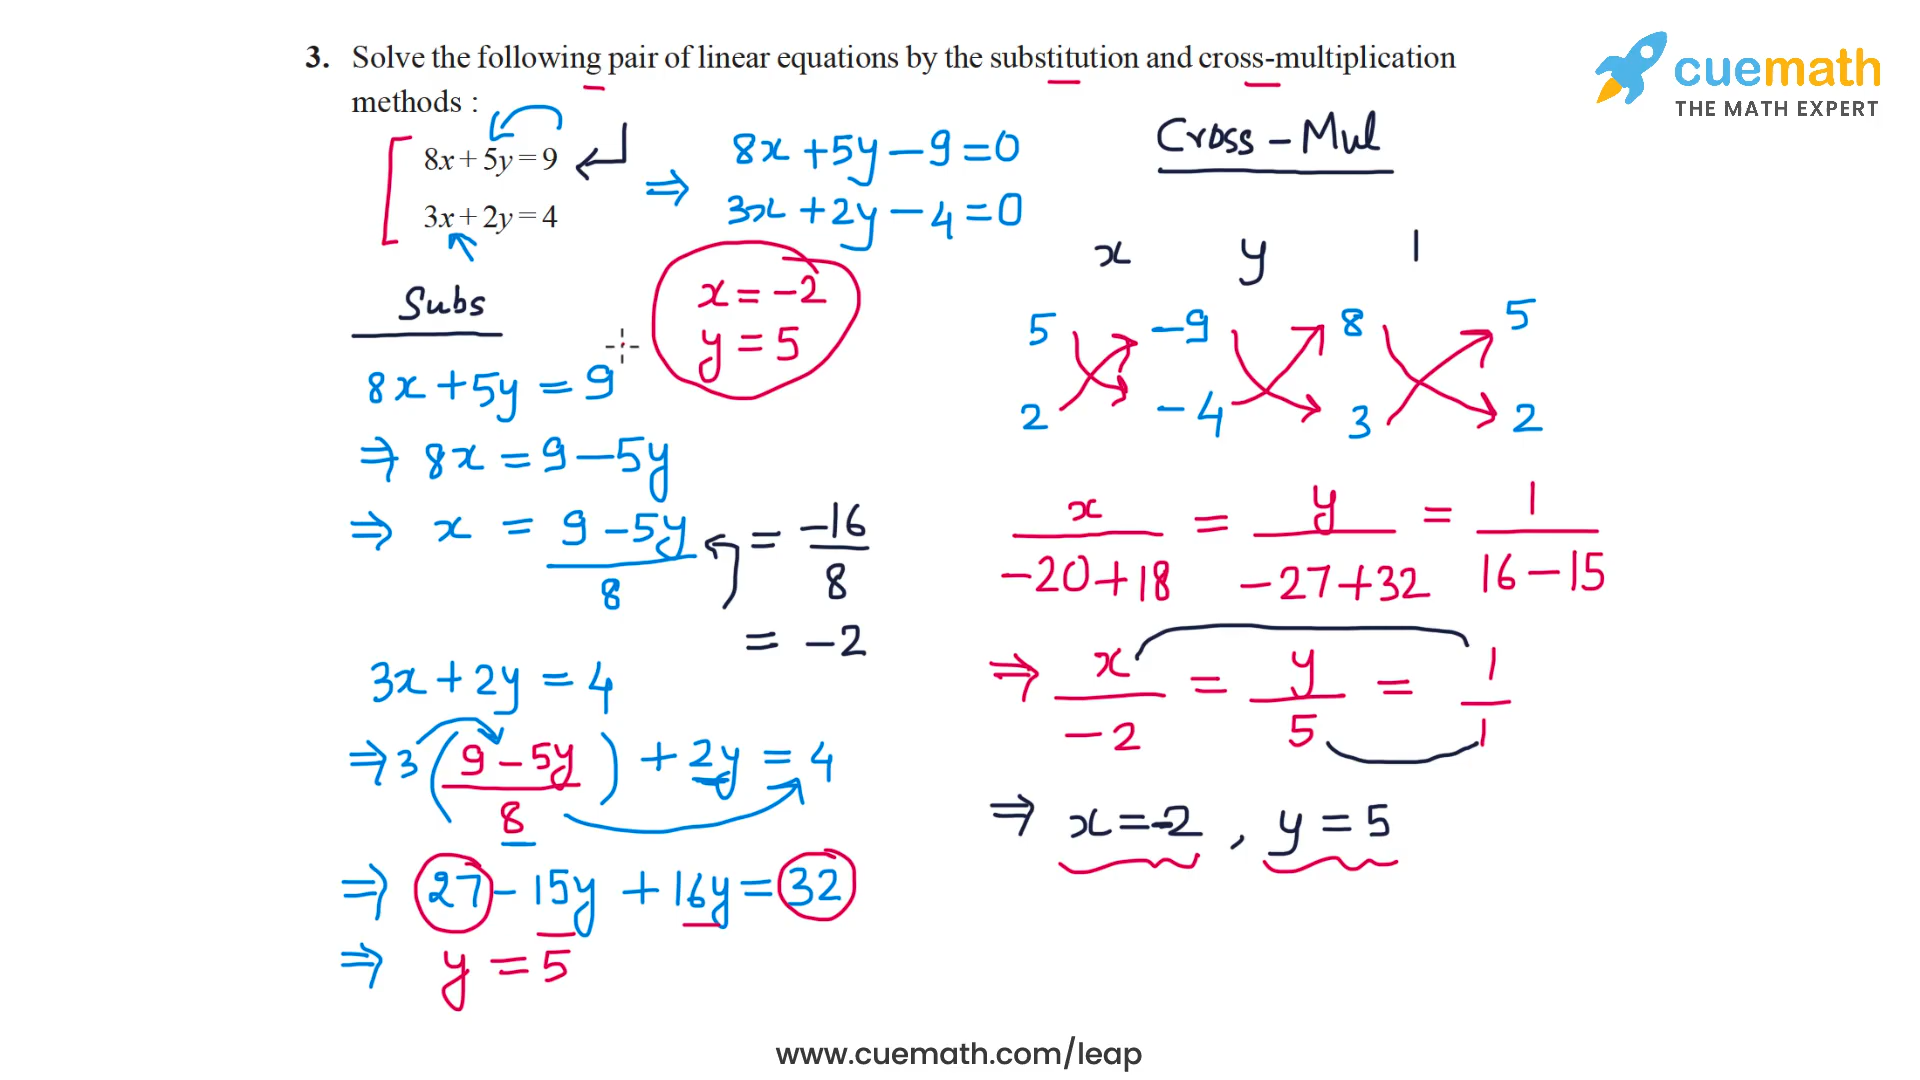 3. Solve the following pair of linear equations by the substitution and cross-multiplication
methods :
8x + 5y = 9
3x + 2y = 4
cuemath
THE MATH EXPERT
⇒ 8x + 5y − 9 = 0
3x + 2y − 4 = 0
x = −2
y = 5
Subs
8x + 5y = 9
⇒ 8x = 9 − 5y
⇒ x = (9 − 5y)/8 = −16/8
= −2
3x + 2y = 4
⇒ 3((9 − 5y)/8) + 2y = 4
⇒ 27 − 15y + 16y = 32
⇒ y = 5
Cross - Mul
x y 1
5 −9 8 5
2 −4 3 2
x/(−20+18) = y/(−27+32) = 1/(16−15)
⇒ x/−2 = y/5 = 1/1
⇒ x = −2 , y = 5
www.cuemath.com/leap